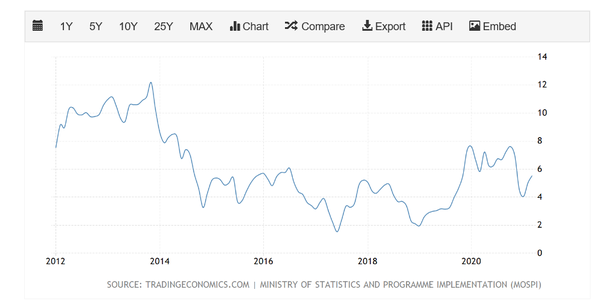 1Y 5Y 10Y 25Y MAX Chart Compare Export API Embed
14
12
10
8
6
4
2
0
2012 2014 2016 2018 2020
SOURCE: TRADINGECONOMICS.COM | MINISTRY OF STATISTICS AND PROGRAMME IMPLEMENTATION (MOSPI)